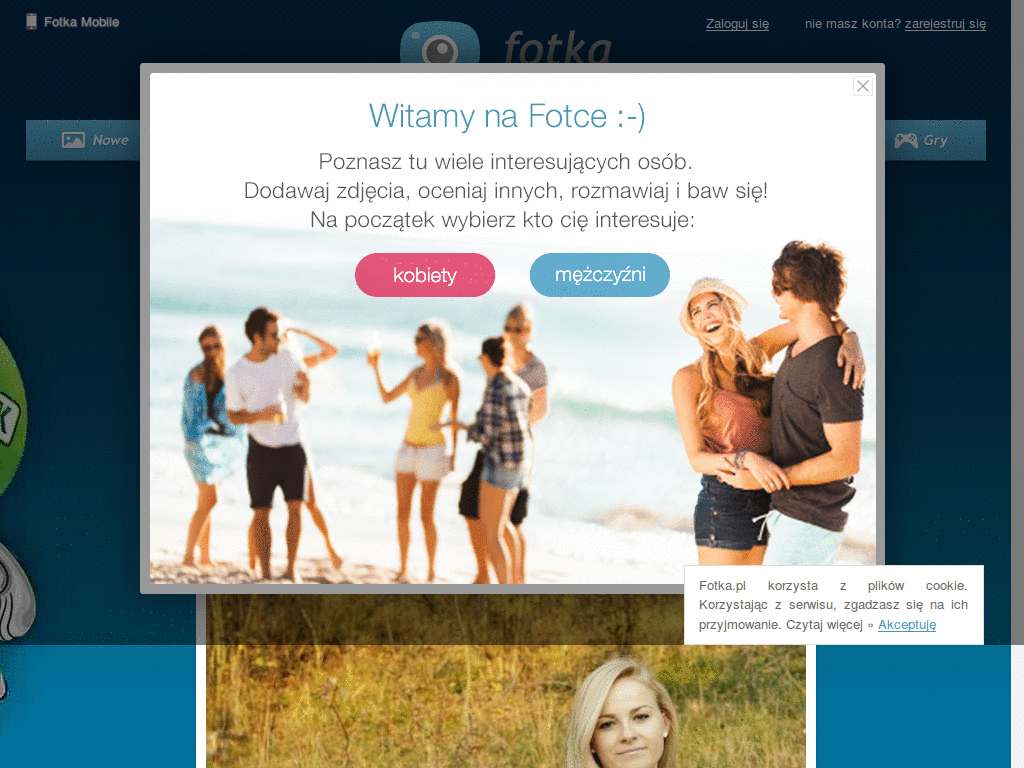 Fotka Mobile
Zaloguj się
nie masz konta? zarejestruj się
fotka
Nowe
Gry
Witamy na Fotce :-)
Poznasz tu wiele interesujących osób.
Dodawaj zdjęcia, oceniaj innych, rozmawiaj i baw się!
Na początek wybierz kto cię interesuje:
kobiety
mężczyźni
Fotka.pl korzysta z plików cookie.
Korzystając z serwisu, zgadzasz się na ich
przyjmowanie. Czytaj więcej » Akceptuję